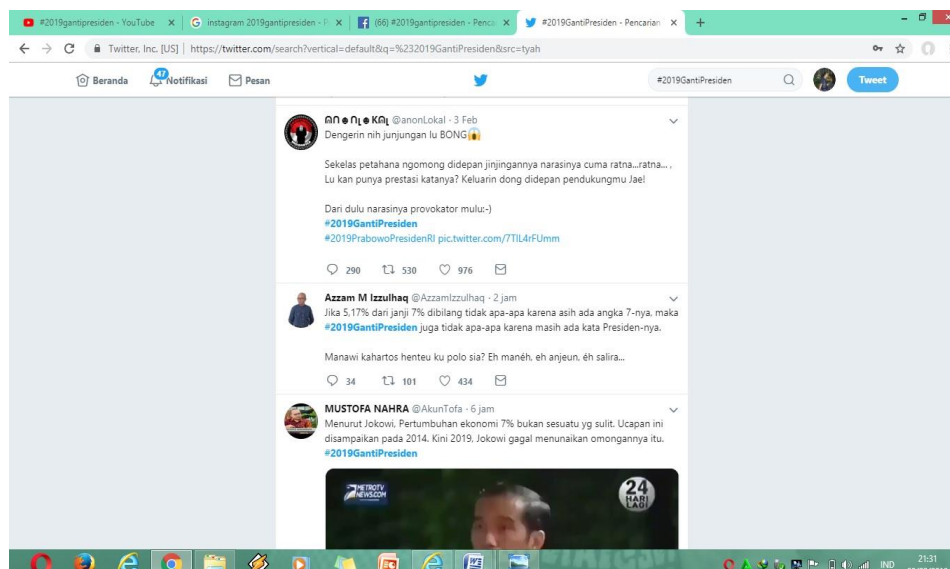 #2019gantipresiden - YouTube
instagram 2019gantipresiden - P
(66) #2019gantipresiden - Pencar
#2019GantiPresiden - Pencarian
Twitter, Inc. [US] | https://twitter.com/search?vertical=default&q=%232019GantiPresiden&src=tyah
Beranda 47 Notifikasi Pesan #2019GantiPresiden Tweet
@anonLokal - 3 Feb
Dengerin nih junjungan lu BONG😱
Sekelas petahana ngomong didepan jinjingannya narasinya cuma ratna...ratna... .
Lu kan punya prestasi katanya? Keluarin dong didepan pendukungmu Jae!
Dari dulu narasinya provokator mulu:-)
#2019GantiPresiden
#2019PrabowoPresidenRI pic.twitter.com/7TIL4rFUmm
290 530 976
Azzam M Izzulhaq @AzzamIzzulhaq - 2 jam
Jika 5,17% dari janji 7% dibilang tidak apa-apa karena asih ada angka 7-nya, maka
#2019GantiPresiden juga tidak apa-apa karena masih ada kata Presiden-nya.
Manawi kahartos henteu ku polo sia? Eh manéh, eh anjeun, éh salira...
34 101 434
MUSTOFA NAHRA @AkunTofa - 6 jam
Menurut Jokowi, Pertumbuhan ekonomi 7% bukan sesuatu yg sulit. Ucapan ini
disampaikan pada 2014. Kini 2019, Jokowi gagal menunaikan omongannya itu.
#2019GantiPresiden
METROTV
NEWS.COM
24
HARI
LAGI
IND 21:31